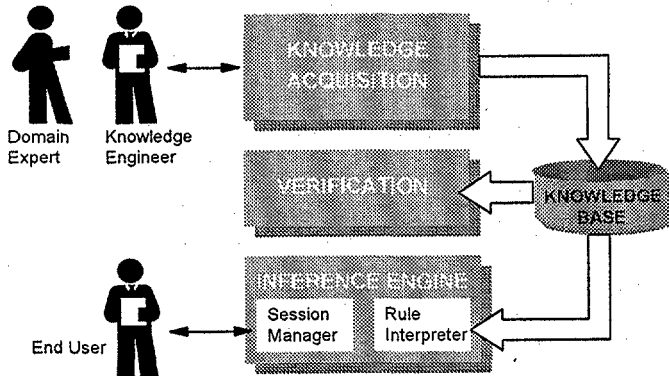 KNOWLEDGE
ACQUISITION
Domain
Expert
Knowledge
Engineer
VERIFICATION
KNOWLEDGE
BASE
INFERENCE ENGINE
Session
Manager
Rule
Interpreter
End User